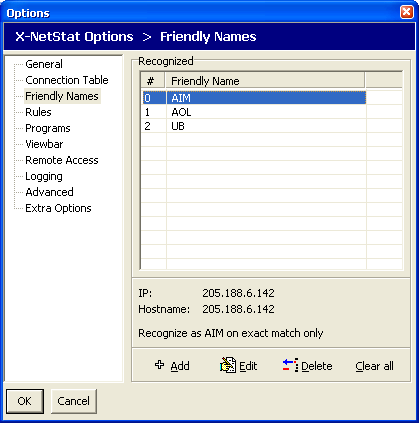 Options
X-NetStat Options > Friendly Names
General
Connection Table
Friendly Names
Rules
Programs
Viewbar
Remote Access
Logging
Advanced
Extra Options
Recognized
# Friendly Name
0 AIM
1 AOL
2 UB
IP: 205.188.6.142
Hostname: 205.188.6.142
Recognize as AIM on exact match only
Add Edit Delete Clear all
OK Cancel